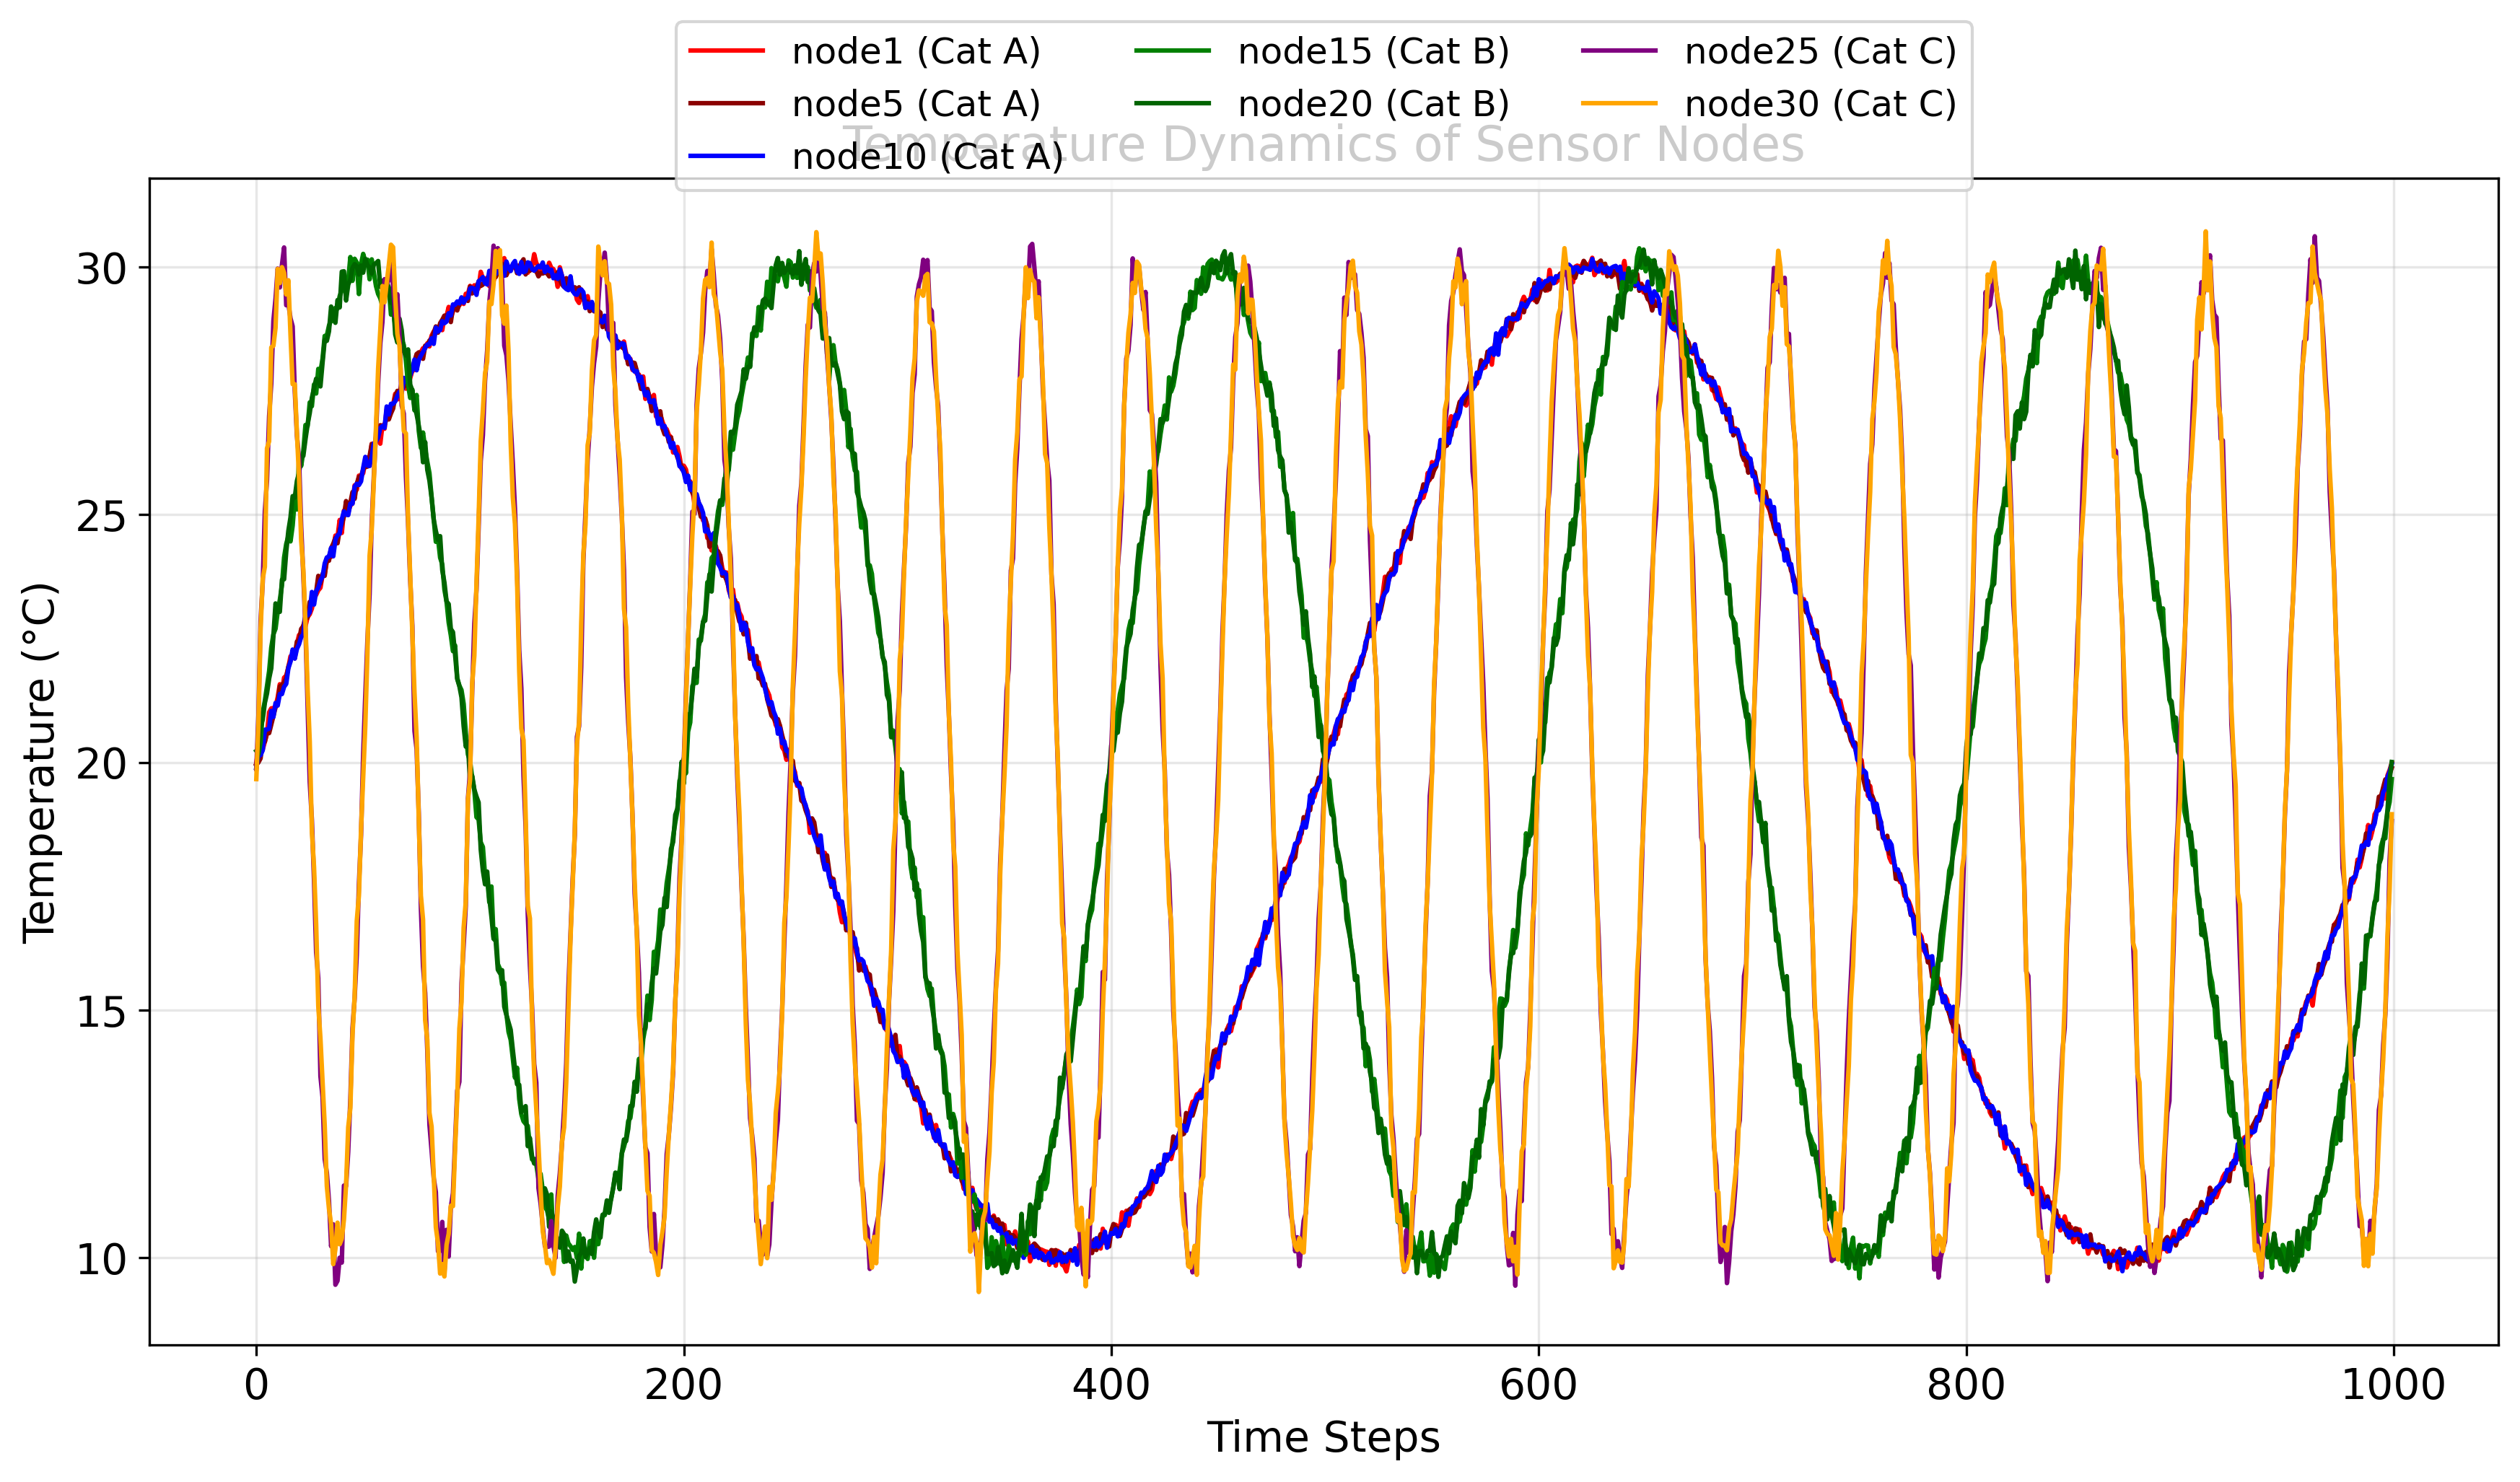 node1 (Cat A)
node5 (Cat A)
node10 (Cat A)
node15 (Cat B)
node20 (Cat B)
node25 (Cat C)
node30 (Cat C)
Temperature Dynamics of Sensor Nodes
Temperature (°C)
30
25
20
15
10
0
200
400
600
800
1000
Time Steps